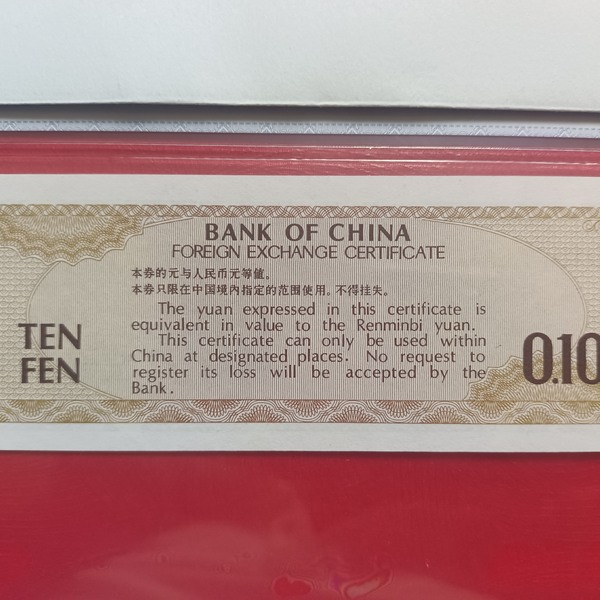 BANK OF CHINA
FOREIGN EXCHANGE CERTIFICATE
本券的元与人民币元等值。
本券只限在中国境内指定的范围使用。不得挂失。
The yuan expressed in this certificate is
equivalent in value to the Renminbi yuan.
This certificate can only be used within
China at designated places. No request to
register its loss will be accepted by the
Bank.
TEN
FEN
0.10